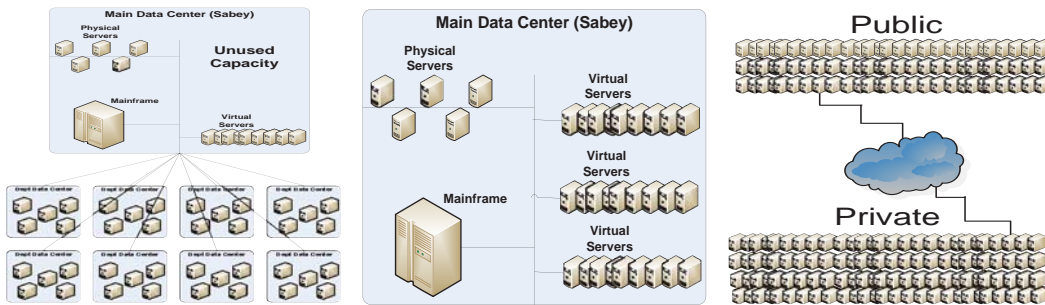 Main Data Center (Sabey)
Physical
Servers
Unused
Capacity
Mainframe
Virtual
Servers
Dept Data Center
Dept Data Center
Dept Data Center
Dept Data Center
Dept Data Center
Dept Data Center
Dept Data Center
Dept Data Center
Main Data Center (Sabey)
Physical
Servers
Virtual
Servers
Mainframe
Virtual
Servers
Virtual
Servers
Public
Private